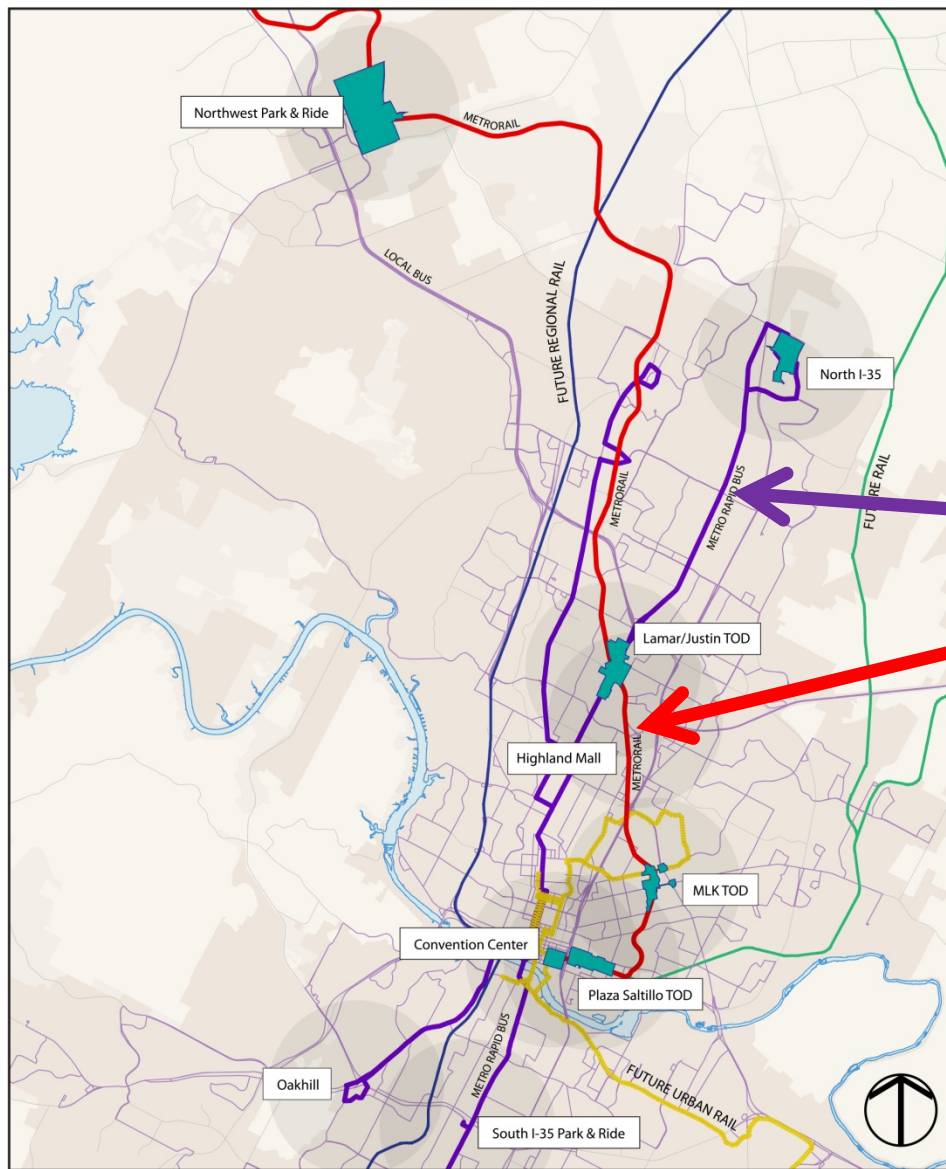 Northwest Park & Ride
METRORAIL
LOCAL BUS
FUTURE REGIONAL RAIL
North I-35
METRORAIL
METRO RAPID BUS
FUTURE RAIL
Lamar/Justin TOD
Highland Mall
METRORAIL
MLK TOD
Convention Center
Plaza Saltillo TOD
METRO RAPID BUS
Oakhill
FUTURE URBAN RAIL
South I-35 Park & Ride